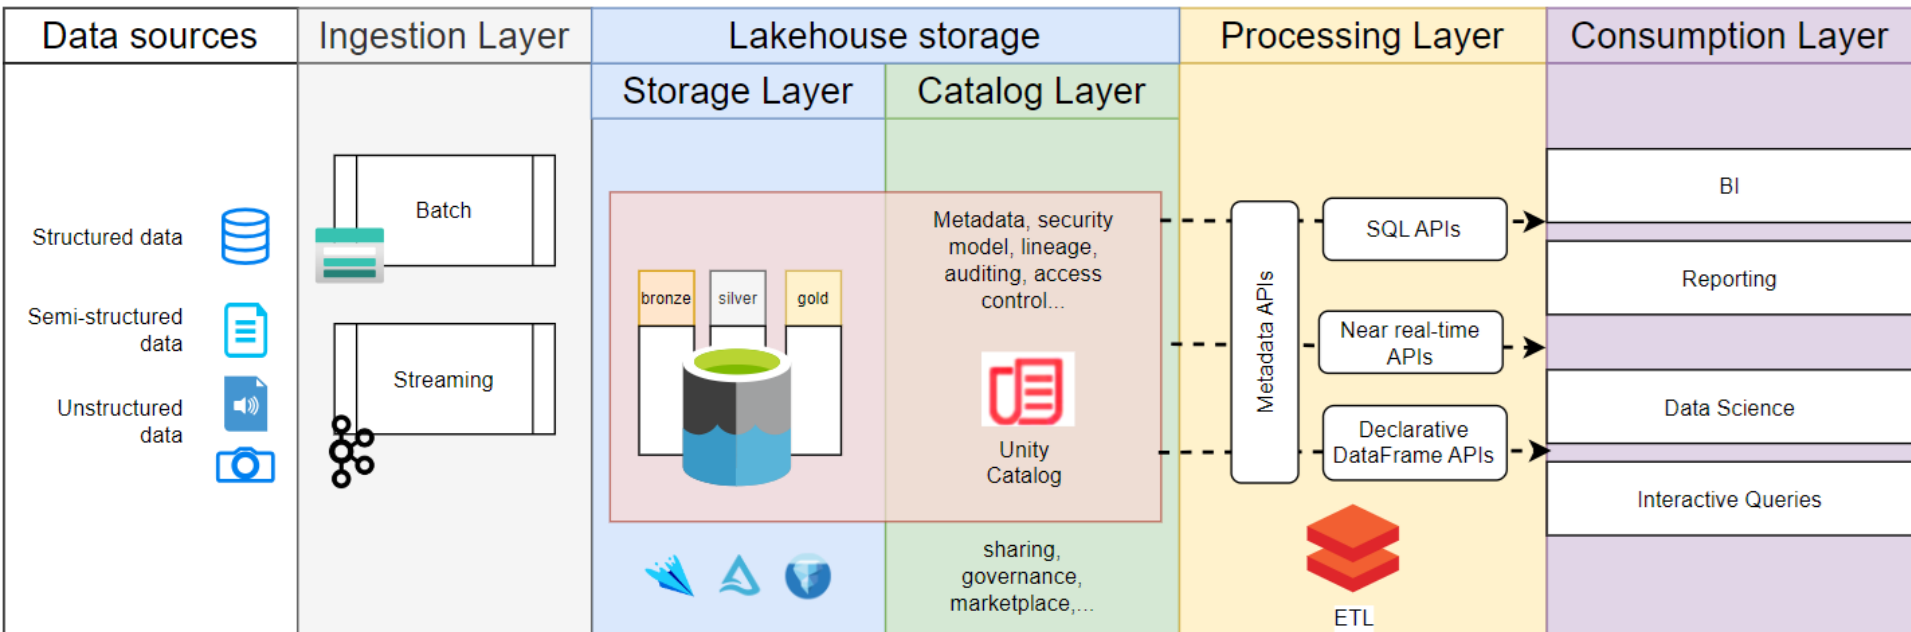 Data sources
Ingestion Layer
Lakehouse storage
Processing Layer
Consumption Layer
Storage Layer
Catalog Layer
Structured data
Semi-structured
data
Unstructured
data
Batch
Streaming
bronze
silver
gold
Metadata, security
model, lineage,
auditing, access
control...
Unity
Catalog
sharing,
governance,
marketplace,...
Metadata APIs
SQL APIs
Near real-time
APIs
Declarative
DataFrame APIs
ETL
BI
Reporting
Data Science
Interactive Queries